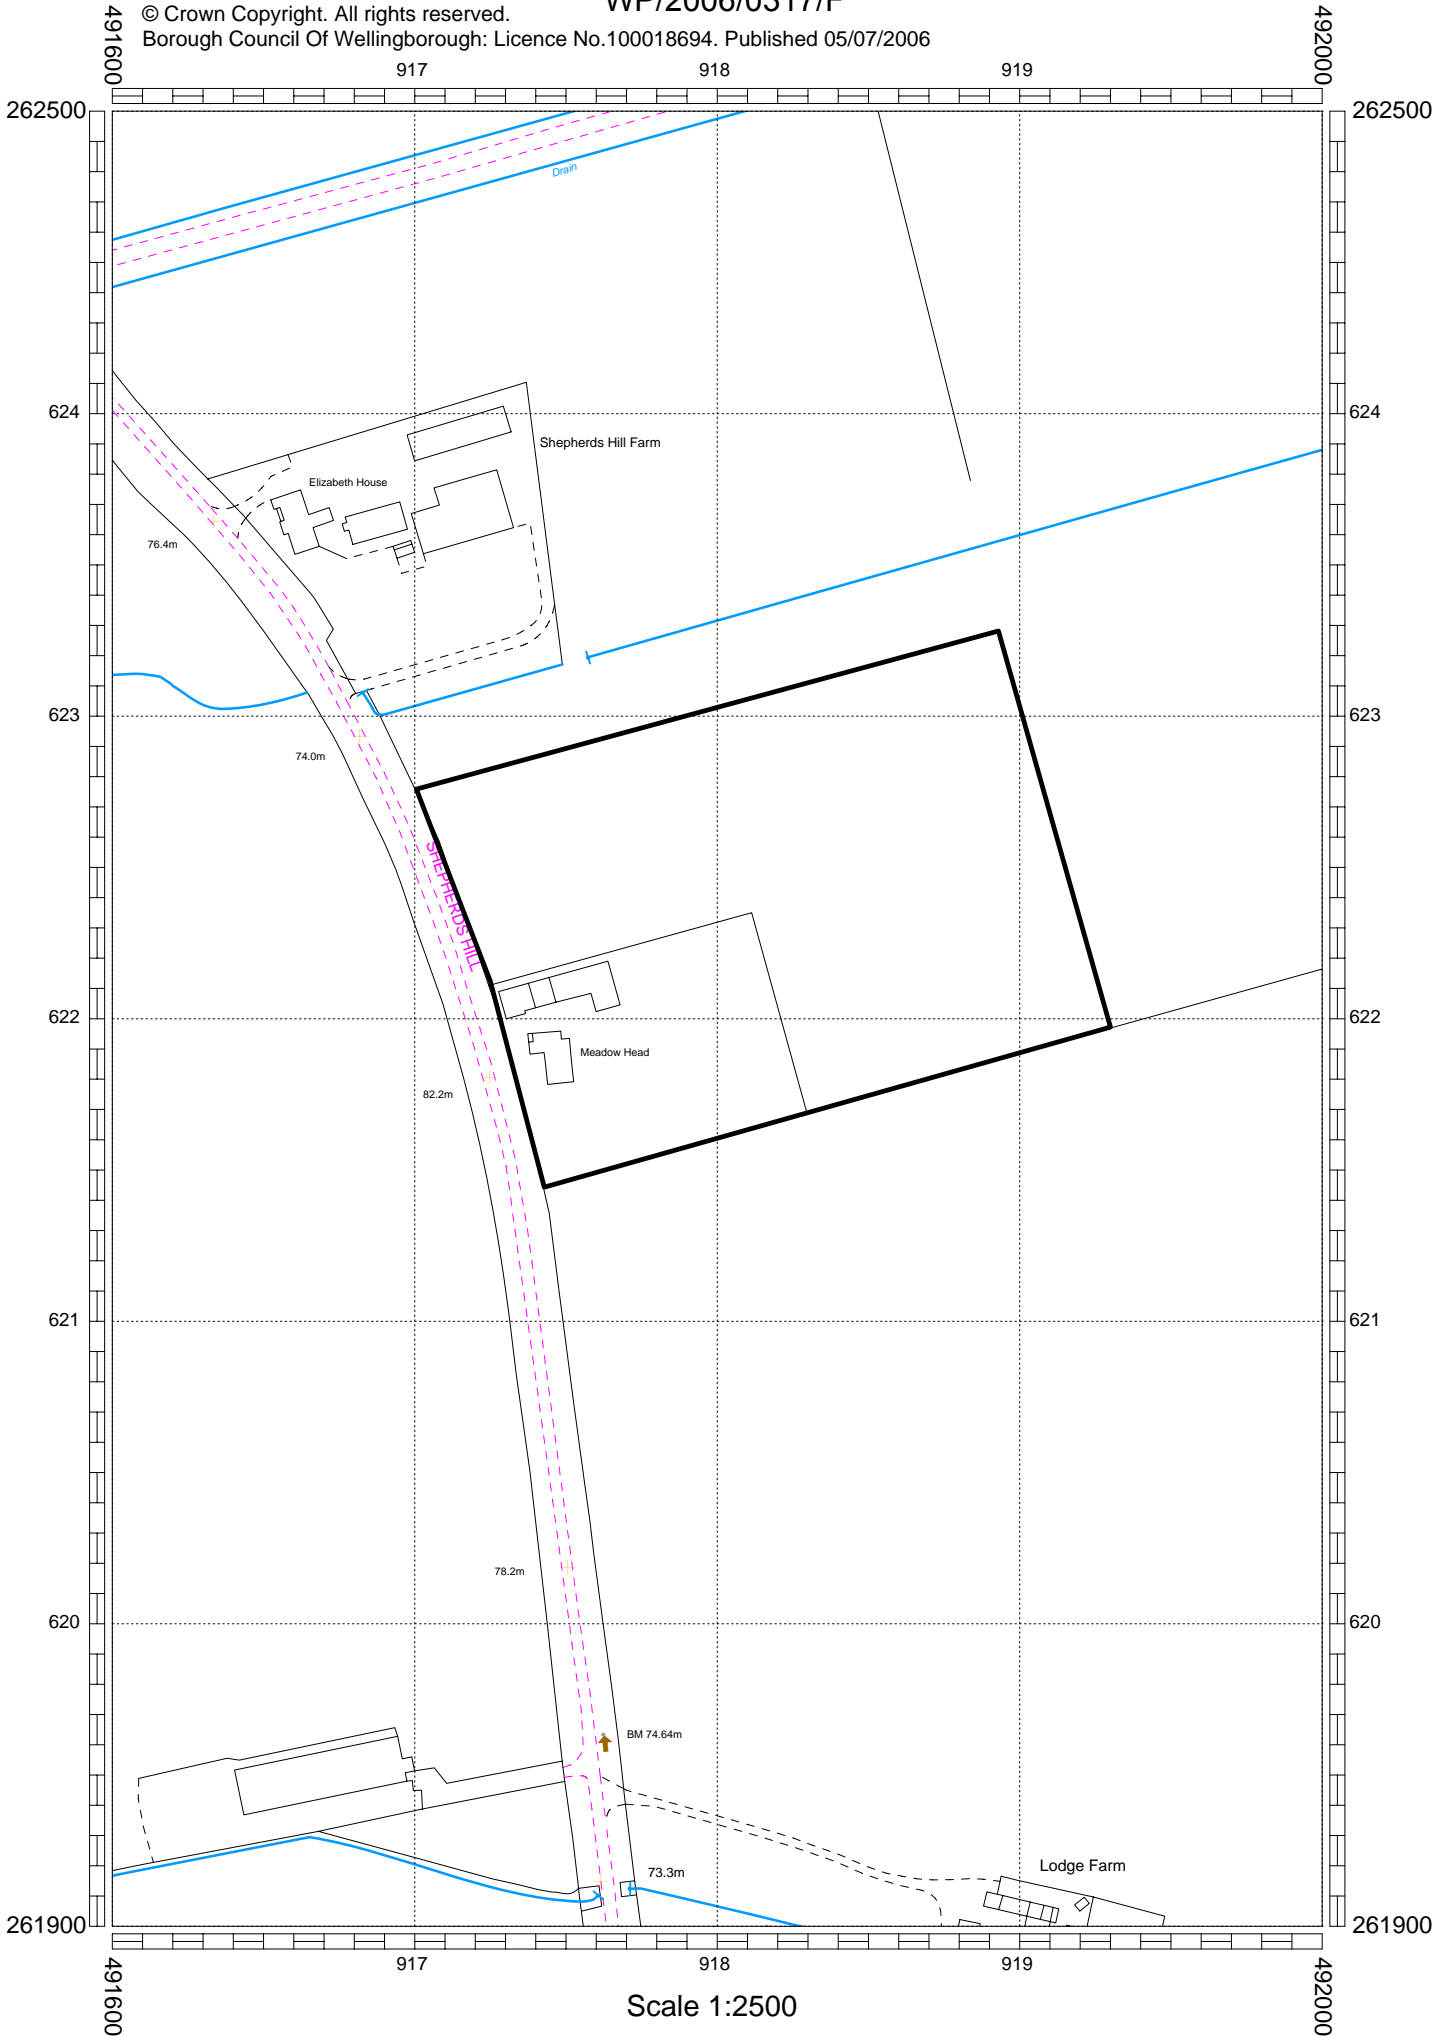 WP/2006/0317/F
© Crown Copyright. All rights reserved.
Borough Council Of Wellingborough: Licence No.100018694. Published 05/07/2006
491600
917
918
919
492000
262500
262500
Drain
624
624
Shepherds Hill Farm
Elizabeth House
76.4m
623
623
74.0m
SHEPHERDS HILL
622
622
Meadow Head
82.2m
621
621
78.2m
620
620
BM 74.64m
73.3m
Lodge Farm
261900
261900
491600
917
918
919
492000
Scale 1:2500